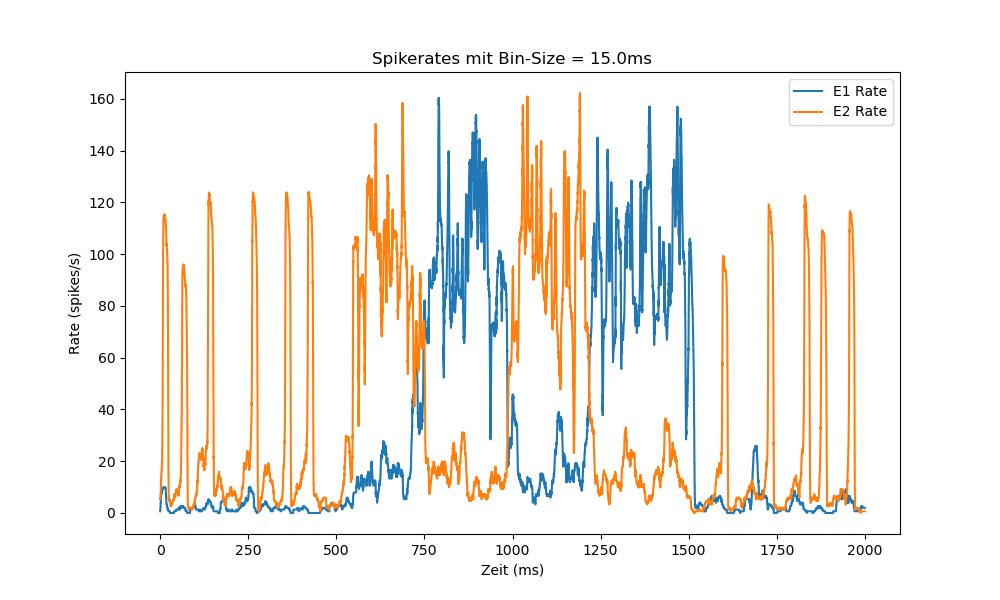 Spikerates mit Bin-Size = 15.0ms
E1 Rate
E2 Rate
Rate (spikes/s)
160
140
120
100
80
60
40
20
0
0 250 500 750 1000 1250 1500 1750 2000
Zeit (ms)